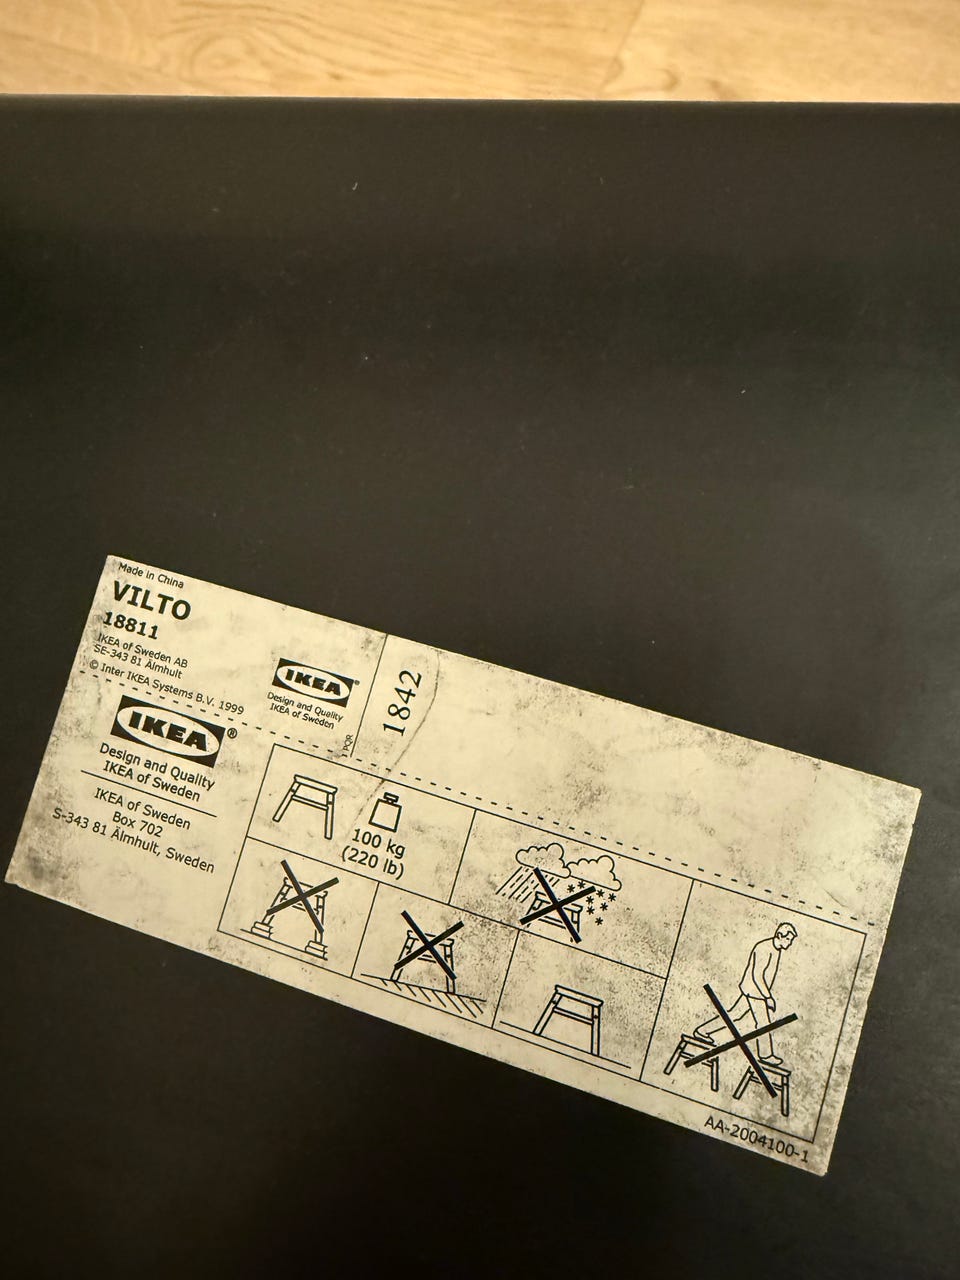 Made in China
VILTO
18811
IKEA of Sweden AB
SE-343 81 Älmhult
© Inter IKEA Systems B.V. 1999
IKEA®
Design and Quality
IKEA of Sweden
1842
IKEA®
Design and Quality
IKEA of Sweden
IKEA of Sweden
Box 702
S-343 81 Älmhult, Sweden
100 kg
(220 lb)
AA-2004100-1